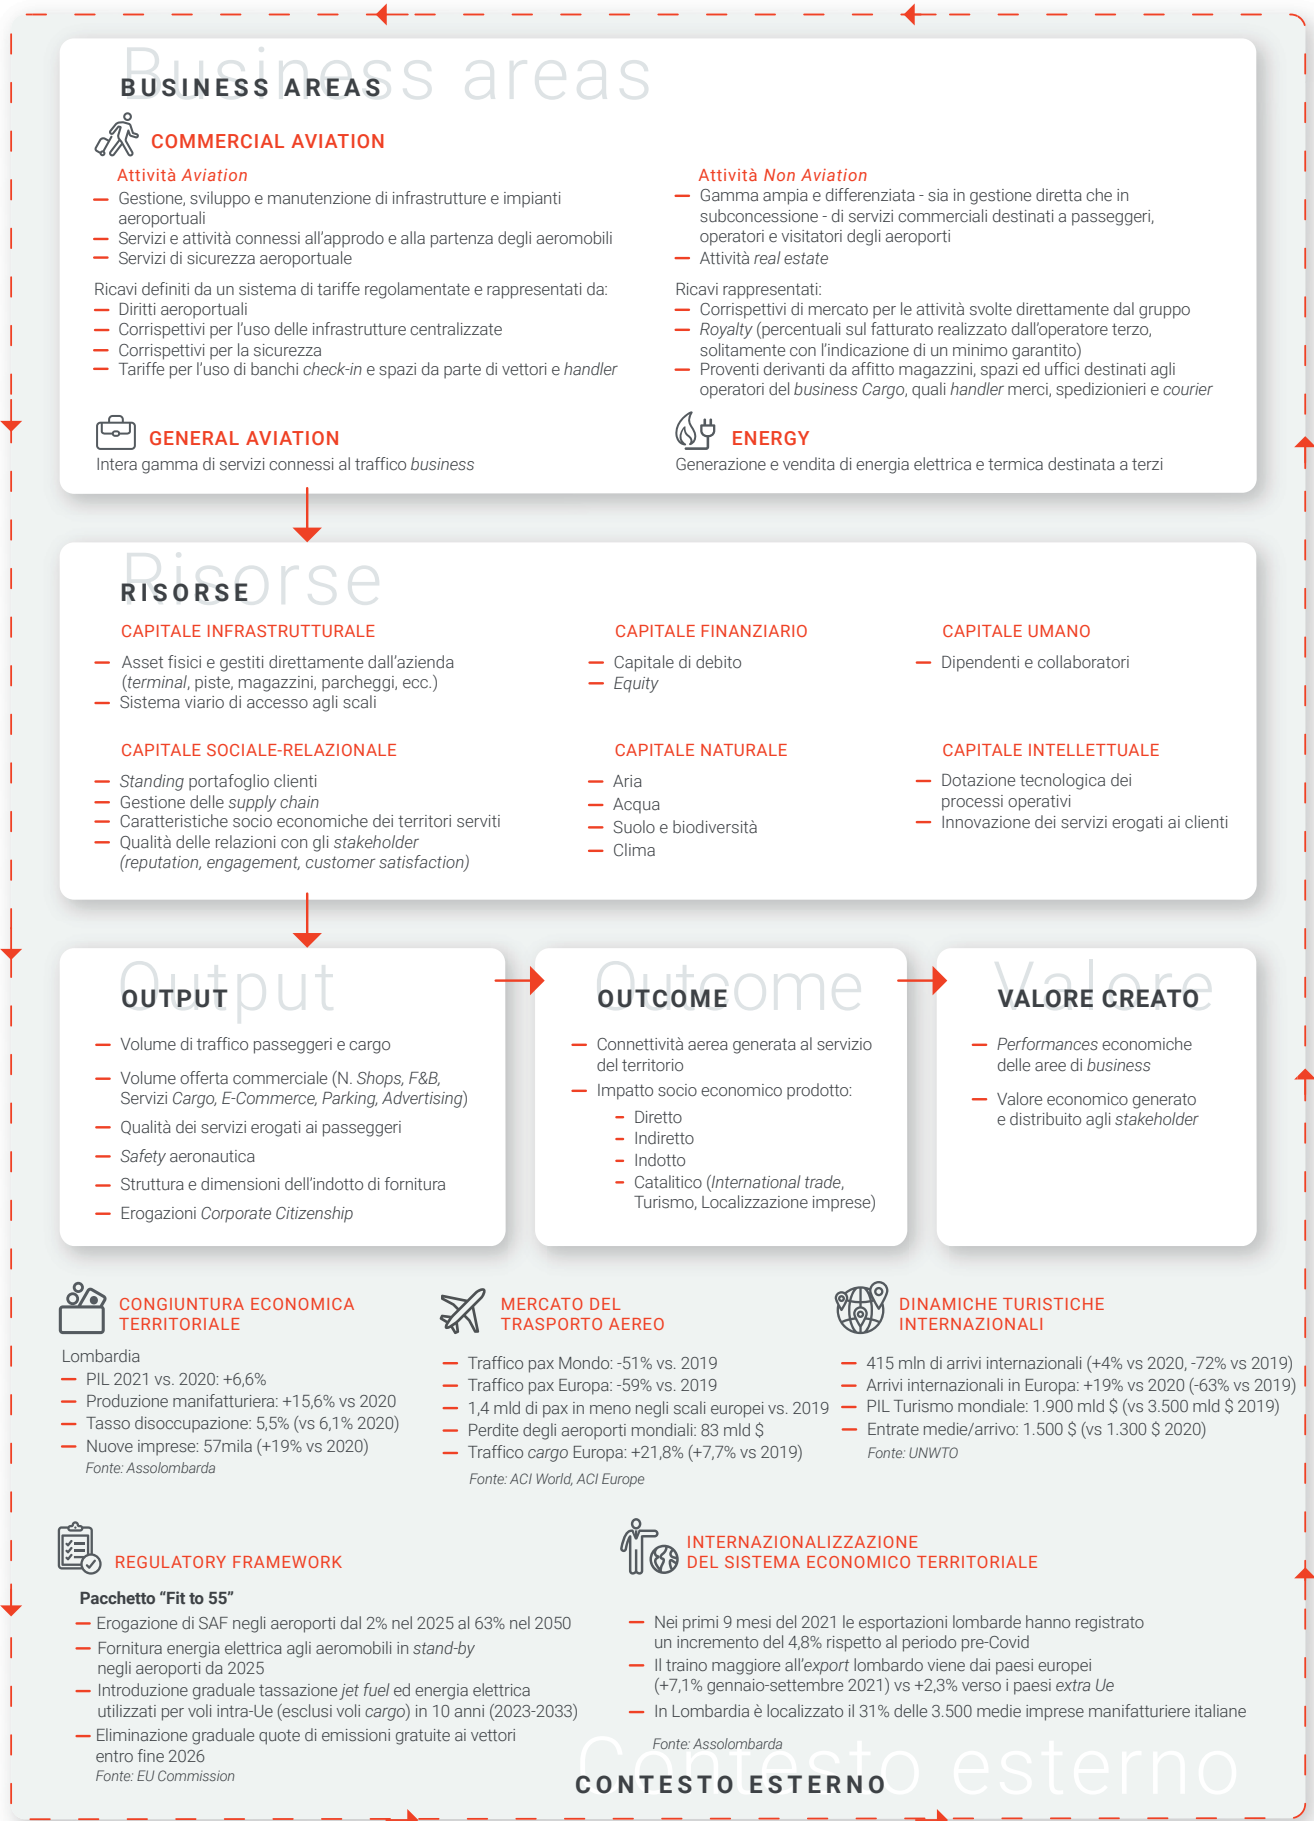 Business areas
BUSINESS AREAS
COMMERCIAL AVIATION
Attività Aviation
— Gestione, sviluppo e manutenzione di infrastrutture e impianti
aeroportuali
— Servizi e attività connessi all'approdo e alla partenza degli aeromobili
— Servizi di sicurezza aeroportuale
Ricavi definiti da un sistema di tariffe regolamentate e rappresentati da:
— Diritti aeroportuali
— Corrispettivi per l'uso delle infrastrutture centralizzate
— Corrispettivi per la sicurezza
— Tariffe per l'uso di banchi check-in e spazi da parte di vettori e handler
Attività Non Aviation
— Gamma ampia e differenziata - sia in gestione diretta che in
subconcessione - di servizi commerciali destinati a passeggeri,
operatori e visitatori degli aeroporti
— Attività real estate
Ricavi rappresentati:
— Corrispettivi di mercato per le attività svolte direttamente dal gruppo
— Royalty (percentuali sul fatturato realizzato dall'operatore terzo,
solitamente con l'indicazione di un minimo garantito)
— Proventi derivanti da affitto magazzini, spazi ed uffici destinati agli
operatori del business Cargo, quali handler merci, spedizionieri e courier
GENERAL AVIATION
Intera gamma di servizi connessi al traffico business
ENERGY
Generazione e vendita di energia elettrica e termica destinata a terzi
Risorse
RISORSE
CAPITALE INFRASTRUTTURALE
— Asset fisici e gestiti direttamente dall'azienda
(terminal, piste, magazzini, parcheggi, ecc.)
— Sistema viario di accesso agli scali
CAPITALE FINANZIARIO
— Capitale di debito
— Equity
CAPITALE UMANO
— Dipendenti e collaboratori
CAPITALE SOCIALE-RELAZIONALE
— Standing portafoglio clienti
— Gestione delle supply chain
— Caratteristiche socio economiche dei territori serviti
— Qualità delle relazioni con gli stakeholder
(reputation, engagement, customer satisfaction)
CAPITALE NATURALE
— Aria
— Acqua
— Suolo e biodiversità
— Clima
CAPITALE INTELLETTUALE
— Dotazione tecnologica dei
processi operativi
— Innovazione dei servizi erogati ai clienti
Output
OUTPUT
— Volume di traffico passeggeri e cargo
— Volume offerta commerciale (N. Shops, F&B,
Servizi Cargo, E-Commerce, Parking, Advertising)
— Qualità dei servizi erogati ai passeggeri
— Safety aeronautica
— Struttura e dimensioni dell'indotto di fornitura
— Erogazioni Corporate Citizenship
Outcome
OUTCOME
— Connettività aerea generata al servizio
del territorio
— Impatto socio economico prodotto:
– Diretto
– Indiretto
– Indotto
– Catalitico (International trade,
Turismo, Localizzazione imprese)
Valore
VALORE CREATO
— Performances economiche
delle aree di business
— Valore economico generato
e distribuito agli stakeholder
CONGIUNTURA ECONOMICA
TERRITORIALE
Lombardia
— PIL 2021 vs. 2020: +6,6%
— Produzione manifatturiera: +15,6% vs 2020
— Tasso disoccupazione: 5,5% (vs 6,1% 2020)
— Nuove imprese: 57mila (+19% vs 2020)
Fonte: Assolombarda
MERCATO DEL
TRASPORTO AEREO
— Traffico pax Mondo: -51% vs. 2019
— Traffico pax Europa: -59% vs. 2019
— 1,4 mld di pax in meno negli scali europei vs. 2019
— Perdite degli aeroporti mondiali: 83 mld $
— Traffico cargo Europa: +21,8% (+7,7% vs 2019)
Fonte: ACI World, ACI Europe
DINAMICHE TURISTICHE
INTERNAZIONALI
— 415 mln di arrivi internazionali (+4% vs 2020, -72% vs 2019)
— Arrivi internazionali in Europa: +19% vs 2020 (-63% vs 2019)
— PIL Turismo mondiale: 1.900 mld $ (vs 3.500 mld $ 2019)
— Entrate medie/arrivo: 1.500 $ (vs 1.300 $ 2020)
Fonte: UNWTO
REGULATORY FRAMEWORK
Pacchetto “Fit to 55”
— Erogazione di SAF negli aeroporti dal 2% nel 2025 al 63% nel 2050
— Fornitura energia elettrica agli aeromobili in stand-by
negli aeroporti da 2025
— Introduzione graduale tassazione jet fuel ed energia elettrica
utilizzati per voli intra-Ue (esclusi voli cargo) in 10 anni (2023-2033)
— Eliminazione graduale quote di emissioni gratuite ai vettori
entro fine 2026
Fonte: EU Commission
INTERNAZIONALIZZAZIONE
DEL SISTEMA ECONOMICO TERRITORIALE
— Nei primi 9 mesi del 2021 le esportazioni lombarde hanno registrato
un incremento del 4,8% rispetto al periodo pre-Covid
— Il traino maggiore all'export lombardo viene dai paesi europei
(+7,1% gennaio-settembre 2021) vs +2,3% verso i paesi extra Ue
— In Lombardia è localizzato il 31% delle 3.500 medie imprese manifatturiere italiane
Fonte: Assolombarda
Contesto esterno
CONTESTO ESTERNO